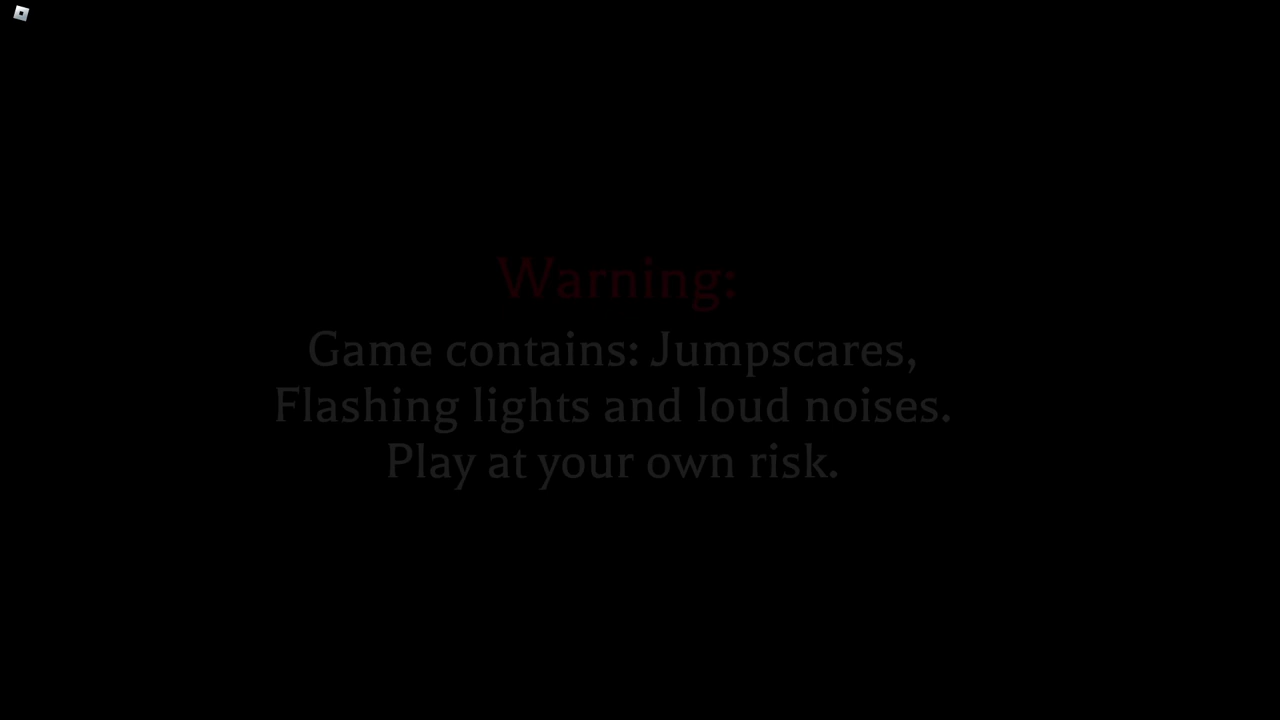 Warning:
Game contains: Jumpscares,
Flashing lights and loud noises.
Play at your own risk.